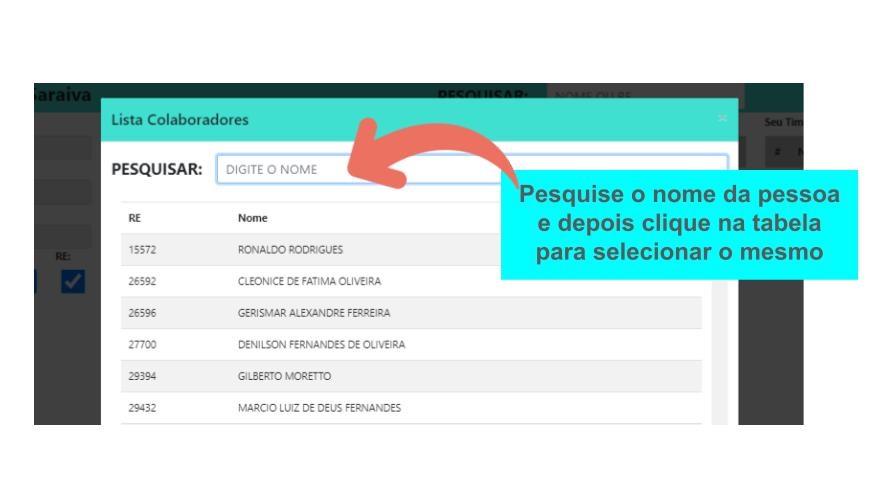 araiva
PESQUISAR:
NOME OU RE
Lista Colaboradores
×
Seu Tim
PESQUISAR:
DIGITE O NOME
#
Pesquise o nome da pessoa
e depois clique na tabela
para selecionar o mesmo
RE
Nome
15572
RONALDO RODRIGUES
RE:
26592
CLEONICE DE FATIMA OLIVEIRA
26596
GERISMAR ALEXANDRE FERREIRA
27700
DENILSON FERNANDES DE OLIVEIRA
29394
GILBERTO MORETTO
29432
MARCIO LUIZ DE DEUS FERNANDES